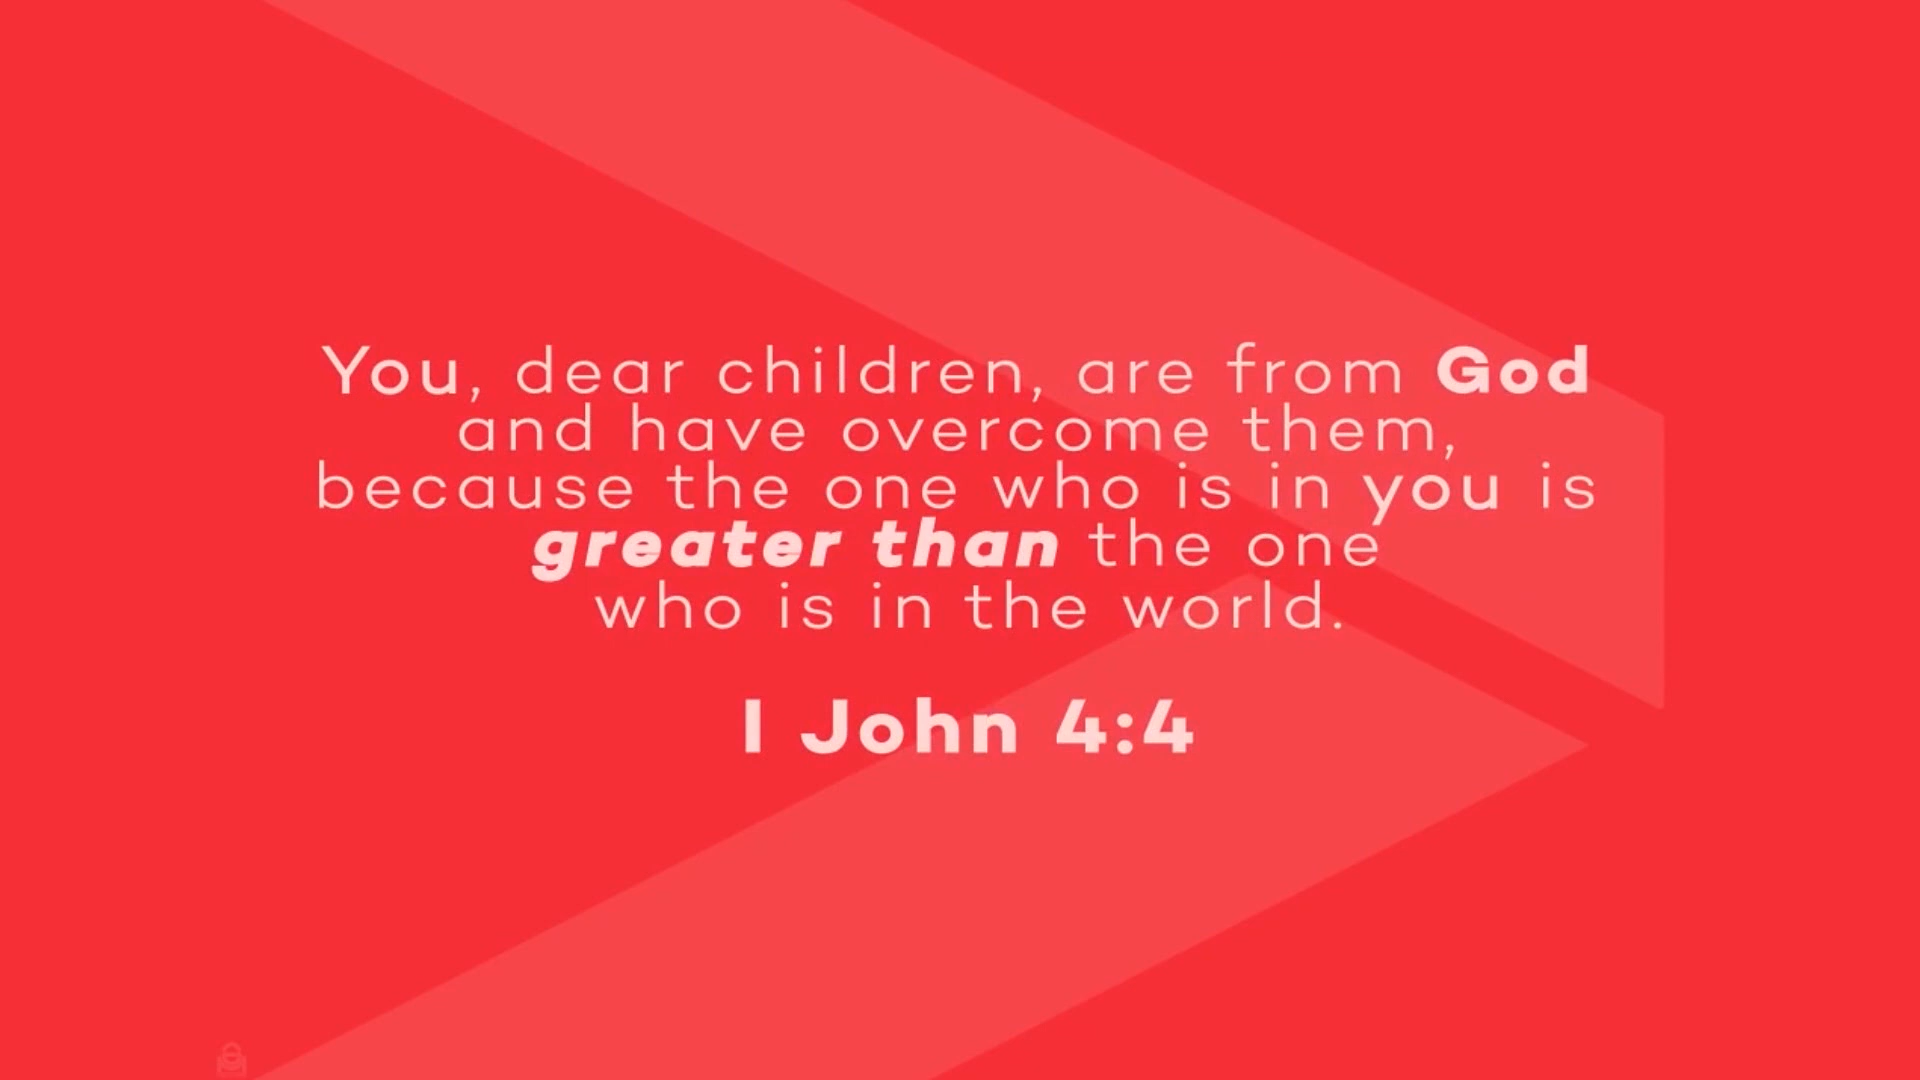 You, dear children, are from God
and have overcome them,
because the one who is in you is
greater than the one
who is in the world.
I John 4:4